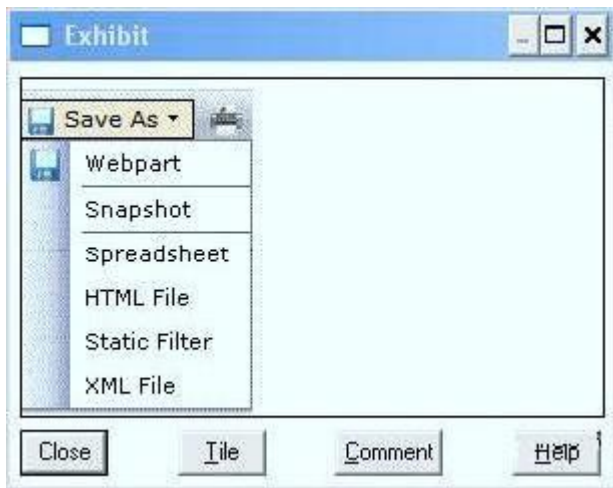 Exhibit
Save As
Webpart
Snapshot
Spreadsheet
HTML File
Static Filter
XML File
Close Tile Comment Help